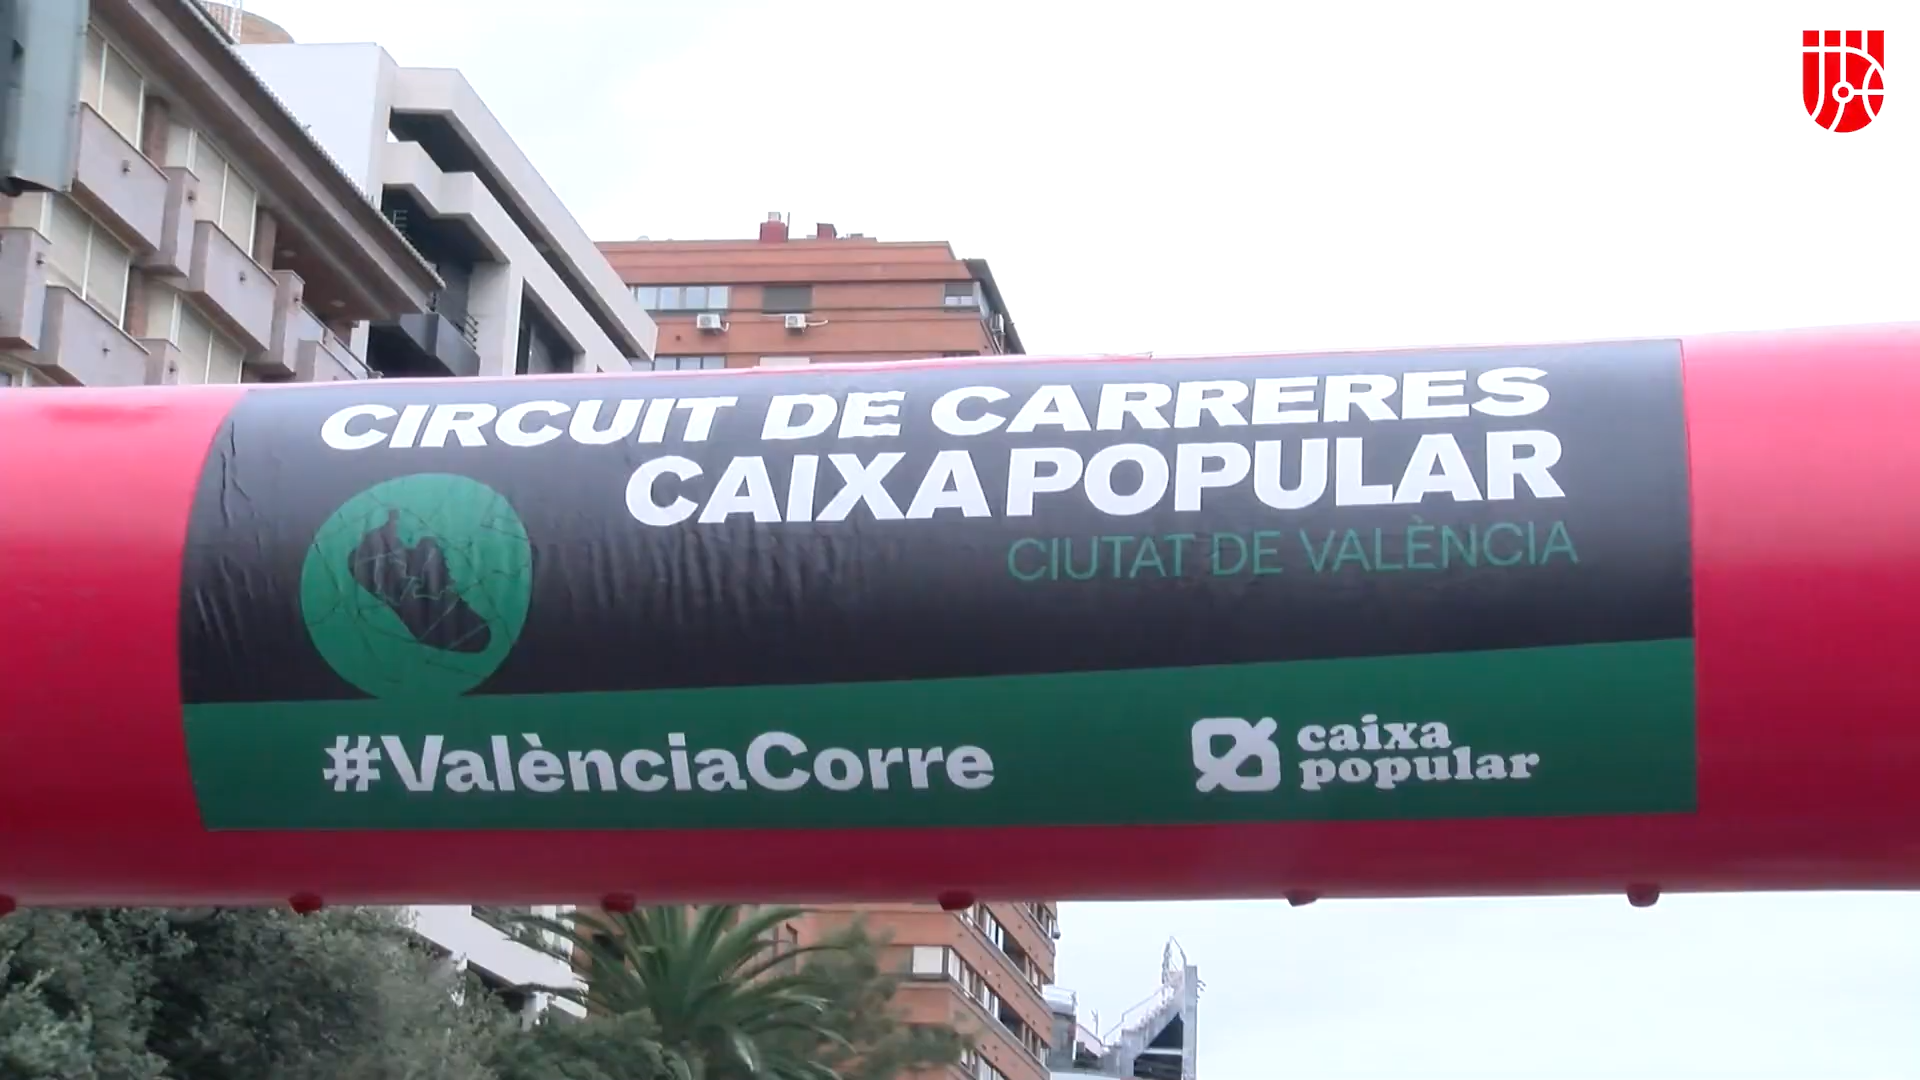 CIRCUIT DE CARRERES
CAIXA POPULAR
CIUTAT DE VALÈNCIA
#ValènciaCorre
caixa
popular